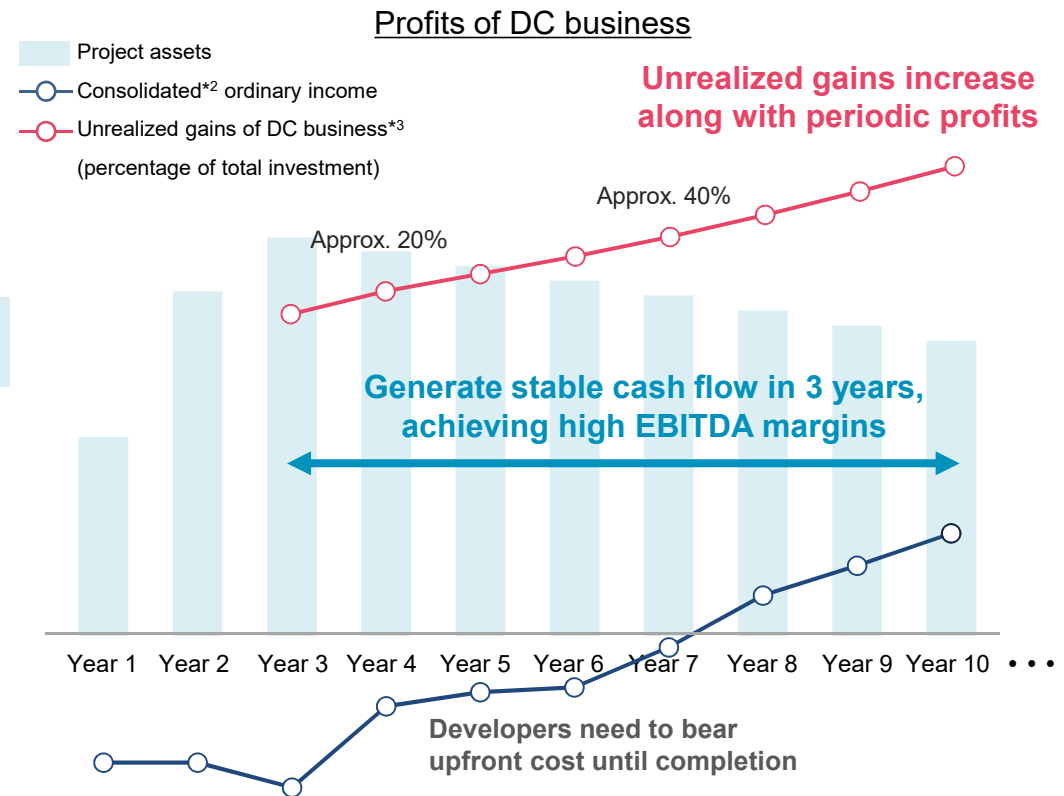 Profits of DC business
Project assets
Consolidated*2 ordinary income
Unrealized gains of DC business*3
(percentage of total investment)
Unrealized gains increase
along with periodic profits
Approx. 40%
Approx. 20%
Generate stable cash flow in 3 years,
achieving high EBITDA margins
Year 1 Year 2 Year 3 Year 4 Year 5 Year 6 Year 7 Year 8 Year 9 Year 10 • • •
Developers need to bear
upfront cost until completion